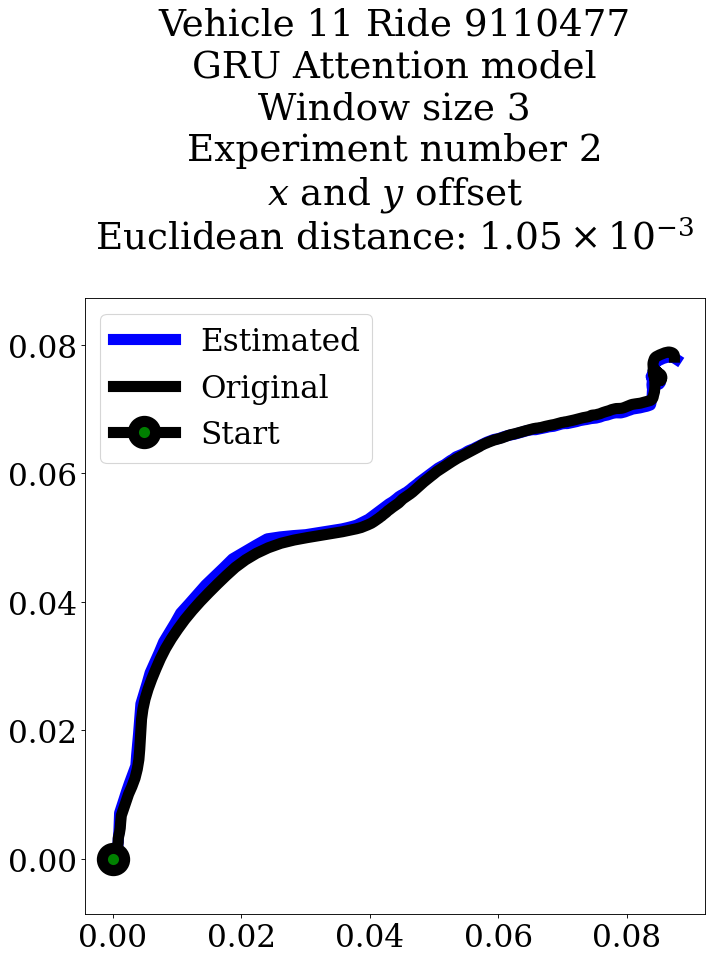 Vehicle 11 Ride 9110477
GRU Attention model
Window size 3
Experiment number 2
x and y offset
Euclidean distance: 1.05 × 10⁻³
Estimated
Original
Start
0.08
0.06
0.04
0.02
0.00
0.00 0.02 0.04 0.06 0.08